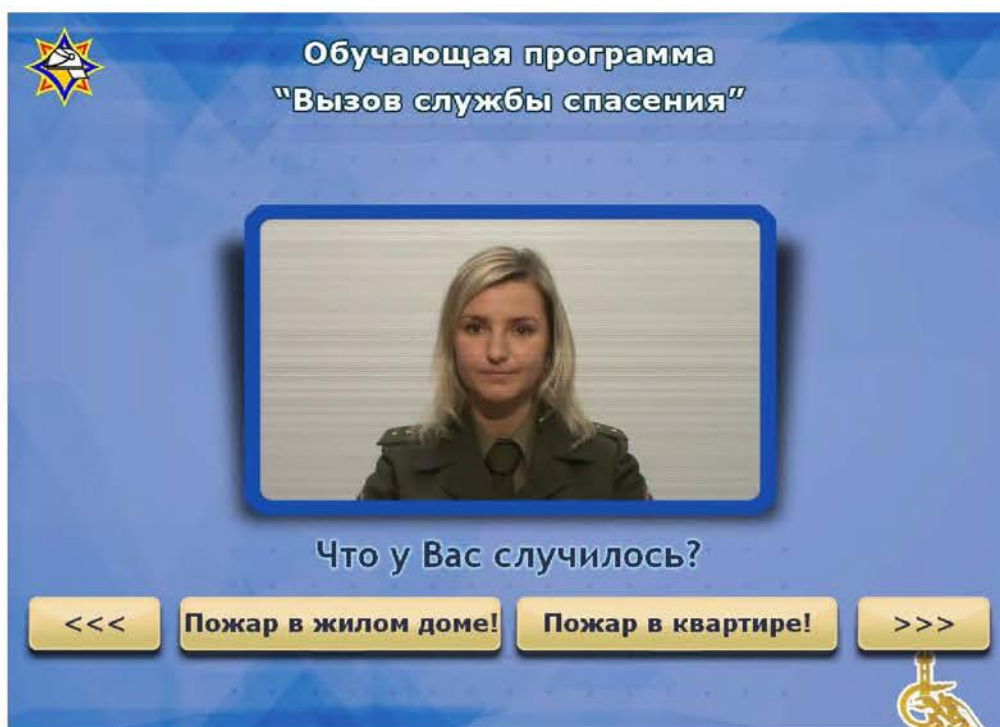 Обучающая программа
“Вызов службы спасения”
Что у Вас случилось?
<<< Пожар в жилом доме! Пожар в квартире! >>>